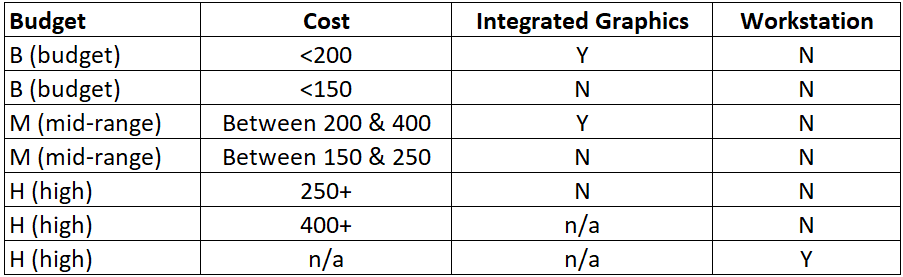 Budget Cost Integrated Graphics Workstation
B (budget) <200 Y N
B (budget) <150 N N
M (mid-range) Between 200 & 400 Y N
M (mid-range) Between 150 & 250 N N
H (high) 250+ N N
H (high) 400+ n/a N
H (high) n/a n/a Y